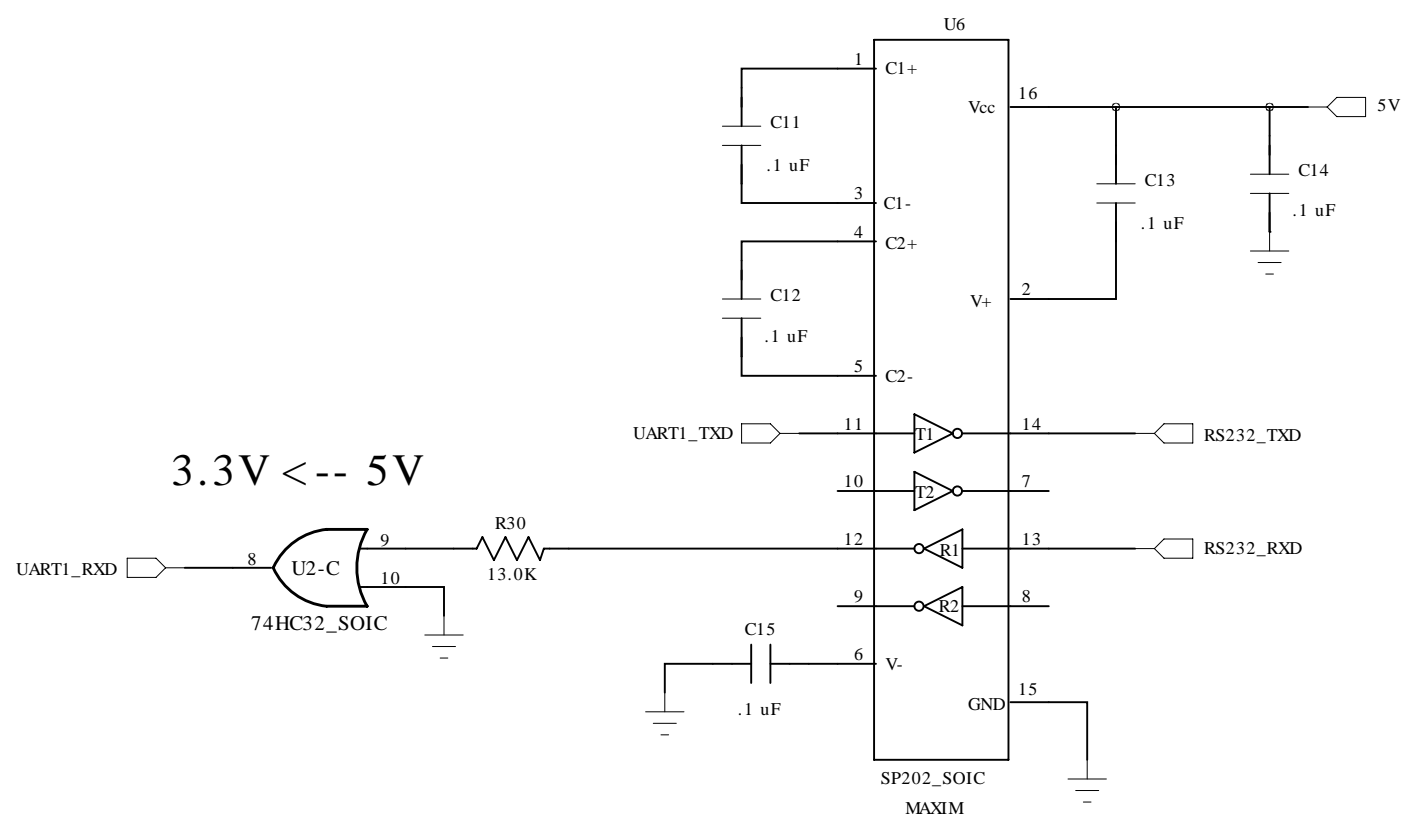 U6
1
C1+
Vcc
16
5V
C11
.1 uF
C13
.1 uF
C14
.1 uF
3
C1-
4
C2+
C12
.1 uF
V+
2
5
C2-
UART1_TXD
11
T1
14
RS232_TXD
3.3V <-- 5V
10
T2
7
R30
13.0K
9
12
R1
13
RS232_RXD
UART1_RXD
8
U2-C
10
74HC32_SOIC
9
R2
8
C15
.1 uF
6
V-
GND
15
SP202_SOIC
MAXIM